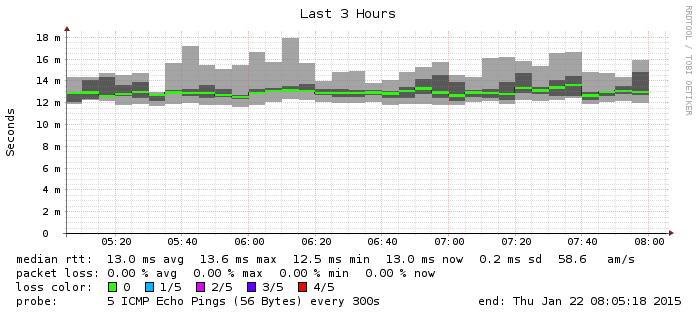 Last 3 Hours
RRDTOOL / TOBI OETIKER
Seconds
18 m
16 m
14 m
12 m
10 m
8 m
6 m
4 m
2 m
0
05:20 05:40 06:00 06:20 06:40 07:00 07:20 07:40 08:00
median rtt: 13.0 ms avg 13.6 ms max 12.5 ms min 13.0 ms now 0.2 ms sd 58.6 am/s
packet loss: 0.00 % avg 0.00 % max 0.00 % min 0.00 % now
loss color: 0 1/5 2/5 3/5 4/5
probe: 5 ICMP Echo Pings (56 Bytes) every 300s end: Thu Jan 22 08:05:18 2015